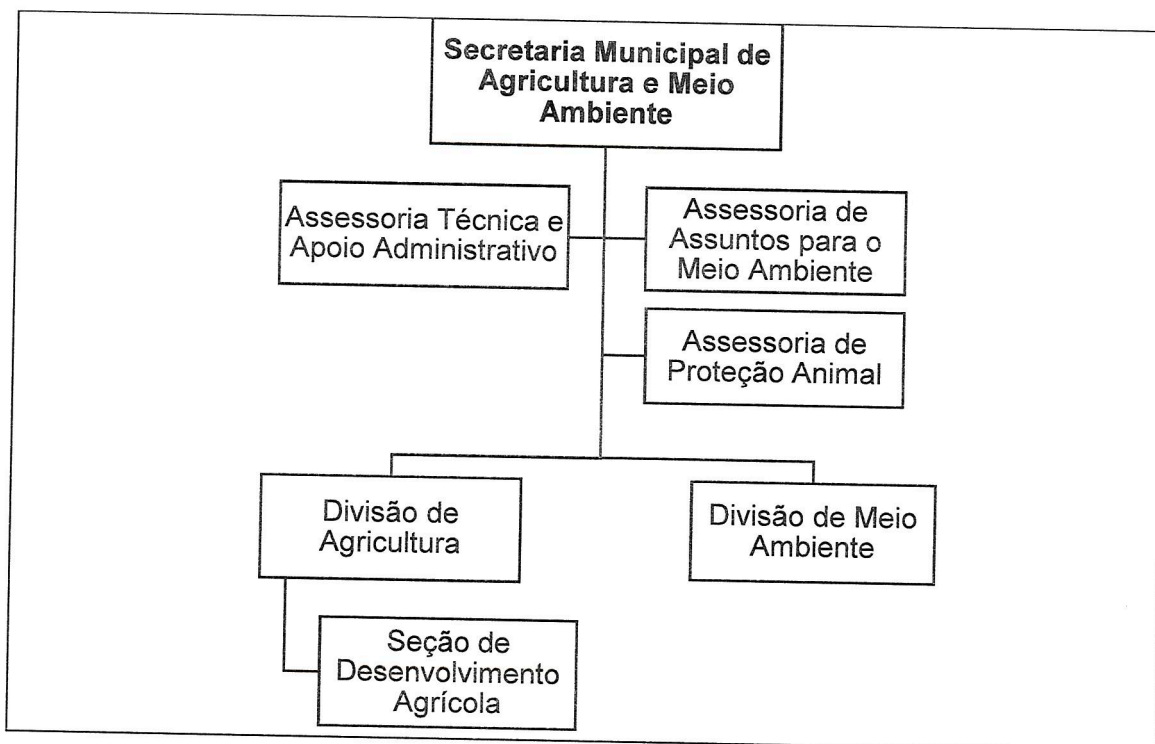 Secretaria Municipal de
Agricultura e Meio
Ambiente
Assessoria Técnica e
Apoio Administrativo
Assessoria de
Assuntos para o
Meio Ambiente
Assessoria de
Proteção Animal
Divisão de
Agricultura
Divisão de Meio
Ambiente
Seção de
Desenvolvimento
Agrícola